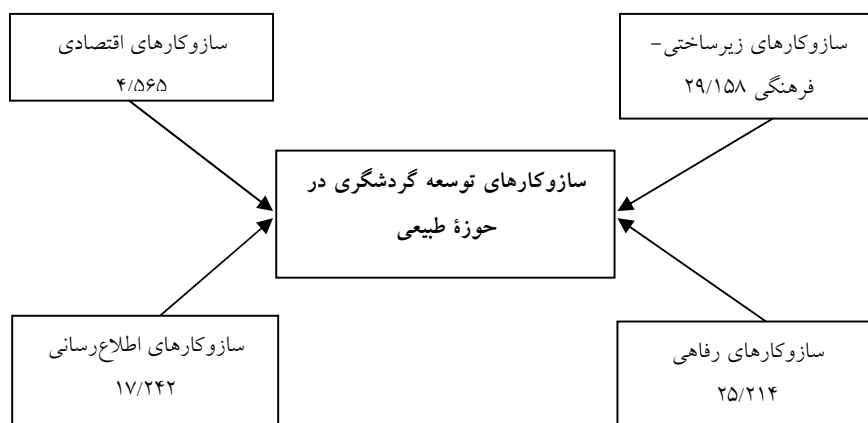 سازوکارهای زیرساختی-
فرهنگی ۲۹/۱۵۸
سازوکارهای اقتصادی
۴/۵۶۵
سازوکارهای توسعه گردشگری در
حوزۀ طبیعی
سازوکارهای رفاهی
۲۵/۲۱۴
سازوکارهای اطلاع‌رسانی
۱۷/۲۴۲